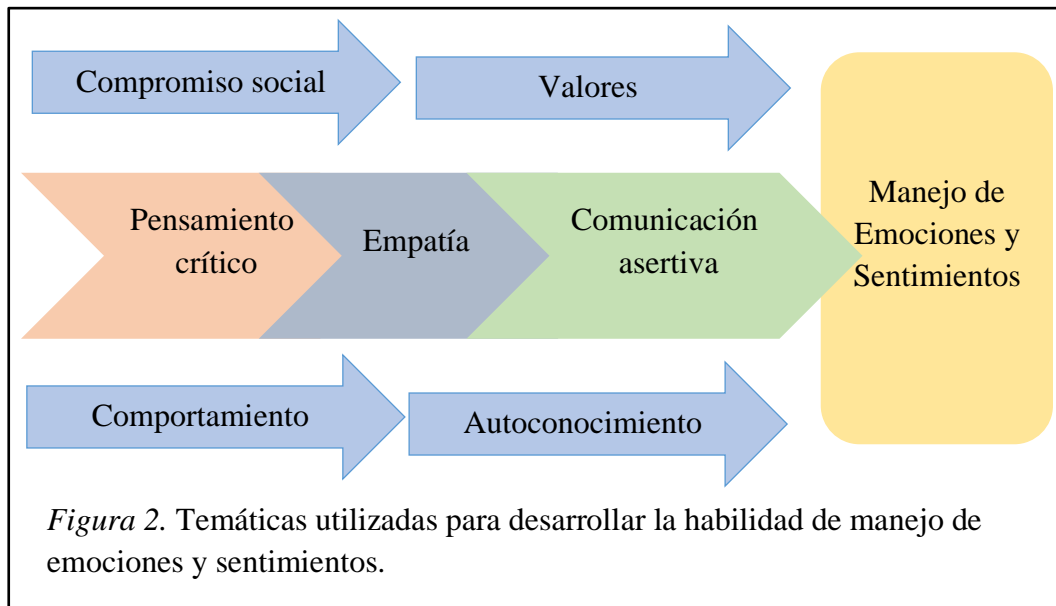 Compromiso social
Valores
Pensamiento
crítico
Empatía
Comunicación
asertiva
Manejo de
Emociones y
Sentimientos
Comportamiento
Autoconocimiento
Figura 2. Temáticas utilizadas para desarrollar la habilidad de manejo de
emociones y sentimientos.